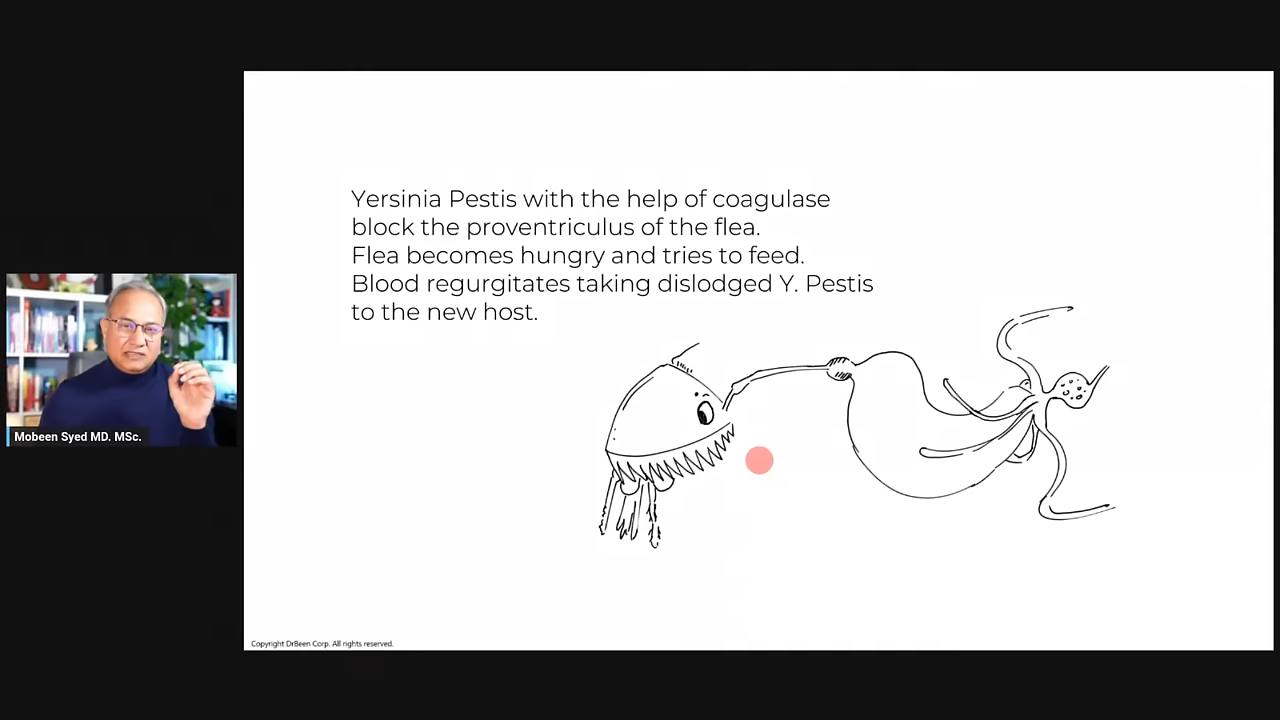 Yersinia Pestis with the help of coagulase
block the proventriculus of the flea.
Flea becomes hungry and tries to feed.
Blood regurgitates taking dislodged Y. Pestis
to the new host.
Mobeen Syed MD. MSc.
Copyright DrBeen Corp. All rights reserved.